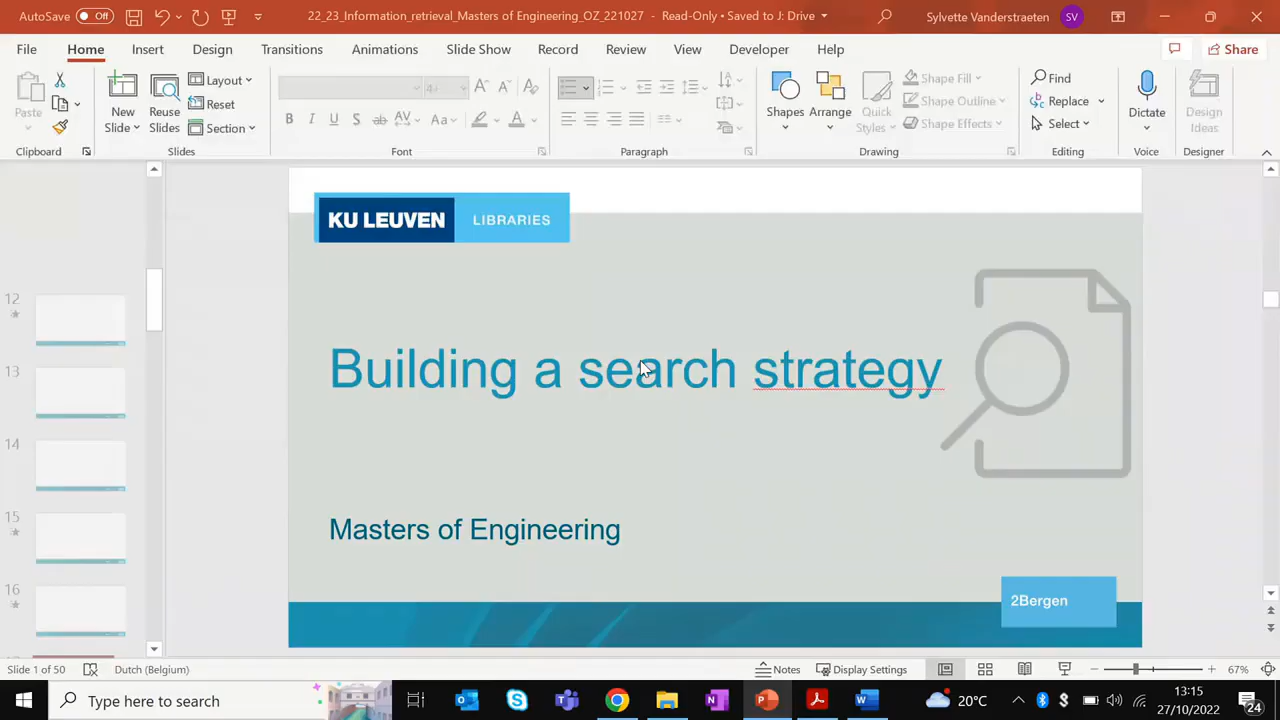 AutoSave Off 22_23_Information_retrieval_Masters of Engineering_OZ_221027 - Read-Only • Saved to J: Drive Sylvette Vanderstraeten SV
File Home Insert Design Transitions Animations Slide Show Record Review View Developer Help Share
Paste New Slide Reuse Slides Layout Reset Section Shapes Arrange Quick Styles Shape Fill Shape Outline Shape Effects Find Replace Select Dictate Design Ideas
Clipboard Slides Font Paragraph Drawing Editing Voice Designer
KU LEUVEN LIBRARIES
Building a search strategy
Masters of Engineering
2Bergen
12
13
14
15
16
Slide 1 of 50 Dutch (Belgium) Notes Display Settings 67%
Type here to search 20°C 13:15
27/10/2022 24